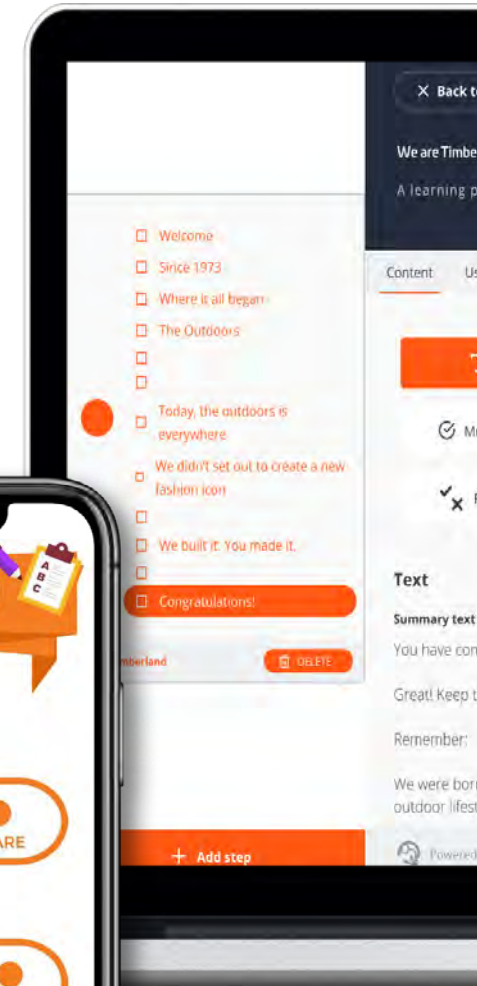 Welcome
Since 1973
Where it all began
The Outdoors
Today, the outdoors is
everywhere
We didn't set out to create a new
fashion icon
We built it. You made it.
Congratulations!
mberland
DELETE
+ Add step
X Back t
We are Timbe
A learning p
Content Us
M
Text
Summary text
You have con
Great! Keep t
Remember:
We were bor
outdoor lifest
Powered
A
B
C
ARE